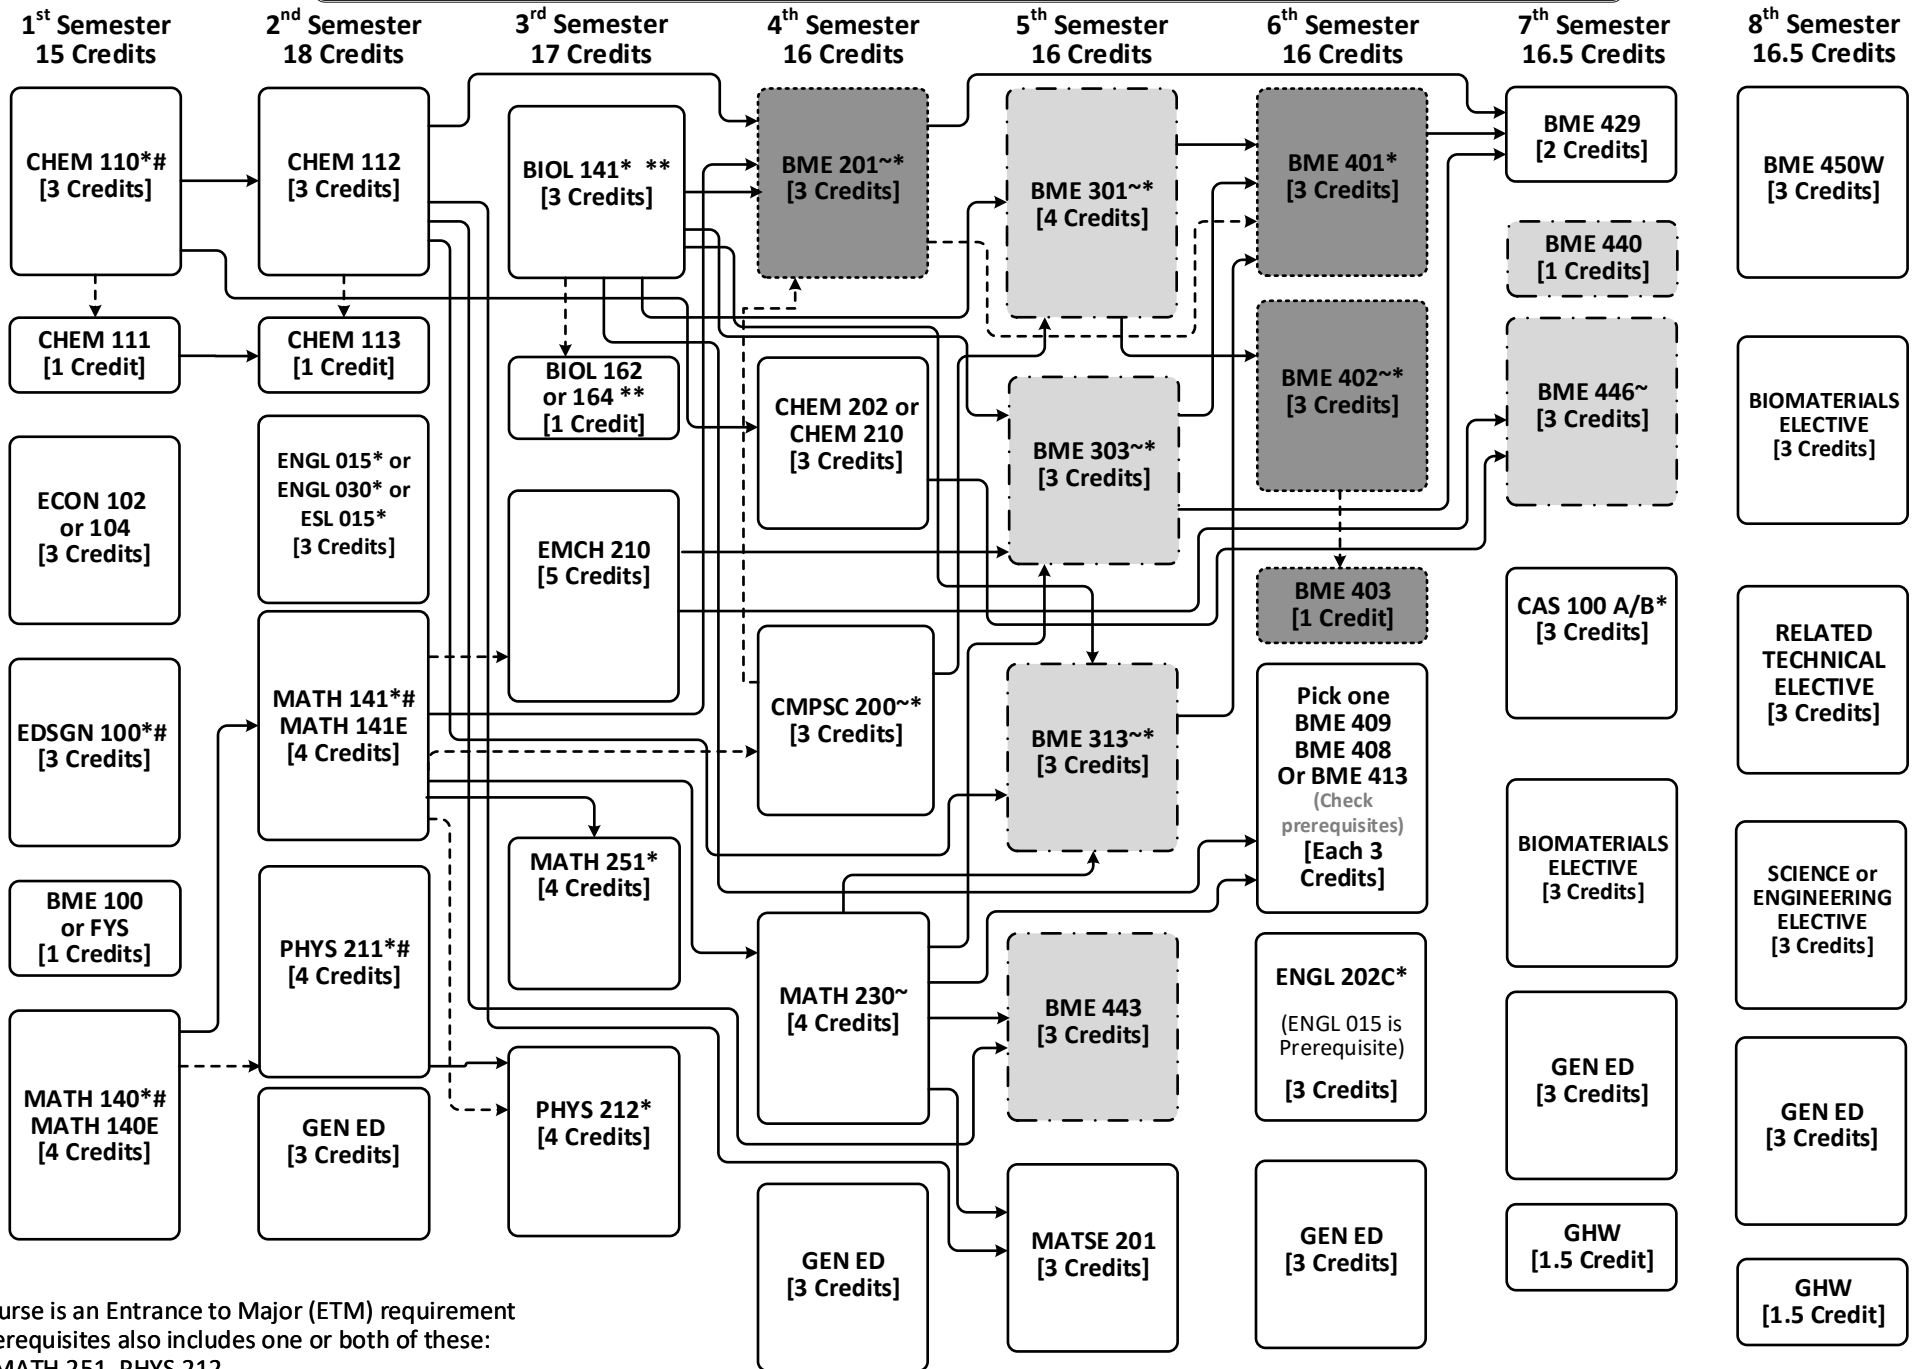 1st Semester
15 Credits
2nd Semester
18 Credits
3rd Semester
17 Credits
4th Semester
16 Credits
5th Semester
16 Credits
6th Semester
16 Credits
7th Semester
16.5 Credits
8th Semester
16.5 Credits
CHEM 110*#
[3 Credits]
CHEM 111
[1 Credit]
ECON 102
or 104
[3 Credits]
EDSGN 100*#
[3 Credits]
BME 100
or FYS
[1 Credits]
MATH 140*#
MATH 140E
[4 Credits]
CHEM 112
[3 Credits]
CHEM 113
[1 Credit]
ENGL 015* or
ENGL 030* or
ESL 015*
[3 Credits]
MATH 141*#
MATH 141E
[4 Credits]
PHYS 211*#
[4 Credits]
GEN ED
[3 Credits]
BIOL 141* **
[3 Credits]
BIOL 162
or 164 **
[1 Credit]
EMCH 210
[5 Credits]
MATH 251*
[4 Credits]
PHYS 212*
[4 Credits]
BME 201~*
[3 Credits]
CHEM 202 or
CHEM 210
[3 Credits]
CMPSC 200~*
[3 Credits]
MATH 230~
[4 Credits]
GEN ED
[3 Credits]
BME 301~*
[4 Credits]
BME 303~*
[3 Credits]
BME 313~*
[3 Credits]
BME 443
[3 Credits]
MATSE 201
[3 Credits]
BME 401*
[3 Credits]
BME 402~*
[3 Credits]
BME 403
[1 Credit]
Pick one
BME 409
BME 408
Or BME 413
(Check
prerequisites)
[Each 3
Credits]
ENGL 202C*
(ENGL 015 is
Prerequisite)
[3 Credits]
GEN ED
[3 Credits]
BME 429
[2 Credits]
BME 440
[1 Credits]
BME 446~
[3 Credits]
CAS 100 A/B*
[3 Credits]
BIOMATERIALS
ELECTIVE
[3 Credits]
GEN ED
[3 Credits]
GHW
[1.5 Credit]
BME 450W
[3 Credits]
BIOMATERIALS
ELECTIVE
[3 Credits]
RELATED
TECHNICAL
ELECTIVE
[3 Credits]
SCIENCE or
ENGINEERING
ELECTIVE
[3 Credits]
GEN ED
[3 Credits]
GHW
[1.5 Credit]
urse is an Entrance to Major (ETM) requirement
erequisites also includes one or both of these:
MATH 251, PHYS 212